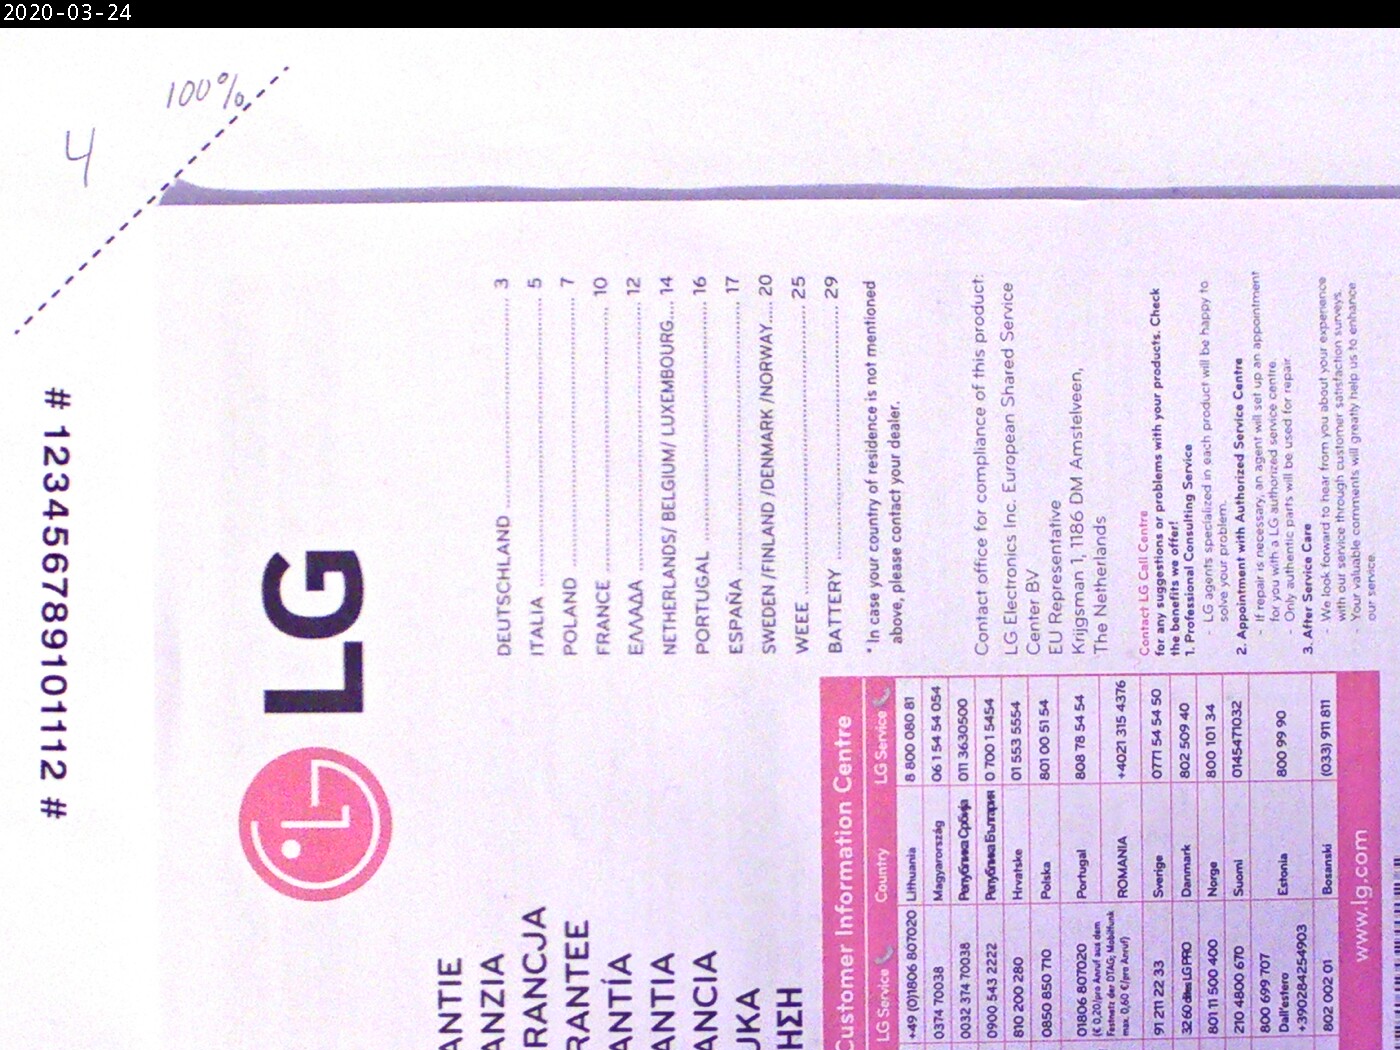 2020-03-24
100%
4
# 123456789101112 #
LG
DEUTSCHLAND 3
ITALIA 5
POLAND 7
FRANCE 10
ΕΛΛΑΔΑ 12
NETHERLANDS/ BELGIUM/ LUXEMBOURG 14
PORTUGAL 16
ESPAÑA 17
SWEDEN /FINLAND /DENMARK /NORWAY 20
WEEE 25
BATTERY 29
*In case your country of residence is not mentioned
above, please contact your dealer.
Contact office for compliance of this product:
LG Electronics Inc. European Shared Service
Center BV
EU Representative
Krijgsman 1, 1186 DM Amstelveen,
The Netherlands
Contact LG Call Centre
for any suggestions or problems with your products. Check
the benefits we offer!
1. Professional Consulting Service
- LG agents specialized in each product will be happy to
solve your problem.
2. Appointment with Authorized Service Centre
- If repair is necessary, an agent will set up an appointment
for you with a LG authorized service centre.
- Only authentic parts will be used for repair.
3. After Service Care
- We look forward to hear from you about your experience
with our service through customer satisfaction surveys.
- Your valuable comments will greatly help us to enhance
our service.
ANTIE
ANZIA
RANCJA
RANTEE
ANTÍA
ANTIA
ANCIA
UKA
ΗΣΗ
Customer Information Centre
LG Service Country LG Service
+49 (0)1806 807020 Lithuania 8 800 080 81
0374 70038 Magyarország 06 1 54 54 054
0032 374 70038 Република Србија 011 3630500
0900 543 2222 Република България 0 700 1 5454
810 200 280 Hrvatske 01 553 5554
0850 850 710 Polska 801 00 51 54
01806 807020 Portugal 808 78 54 54
(€ 0,20/pro Anruf aus dem
Festnetz der DTAG; Mobilfunk
max. 0,60 €/pro Anruf)
ROMANIA +4021 315 4376
91 211 22 33 Sverige 0771 54 54 50
3260 Danmark 802 509 40
801 11 500 400 Norge 800 101 34
210 4800 670 Suomi 0145471032
800 699 707 Estonia 800 99 90
Dall'estero
+390284254903
802 002 01 Bosanski (033) 911 811
www.lg.com